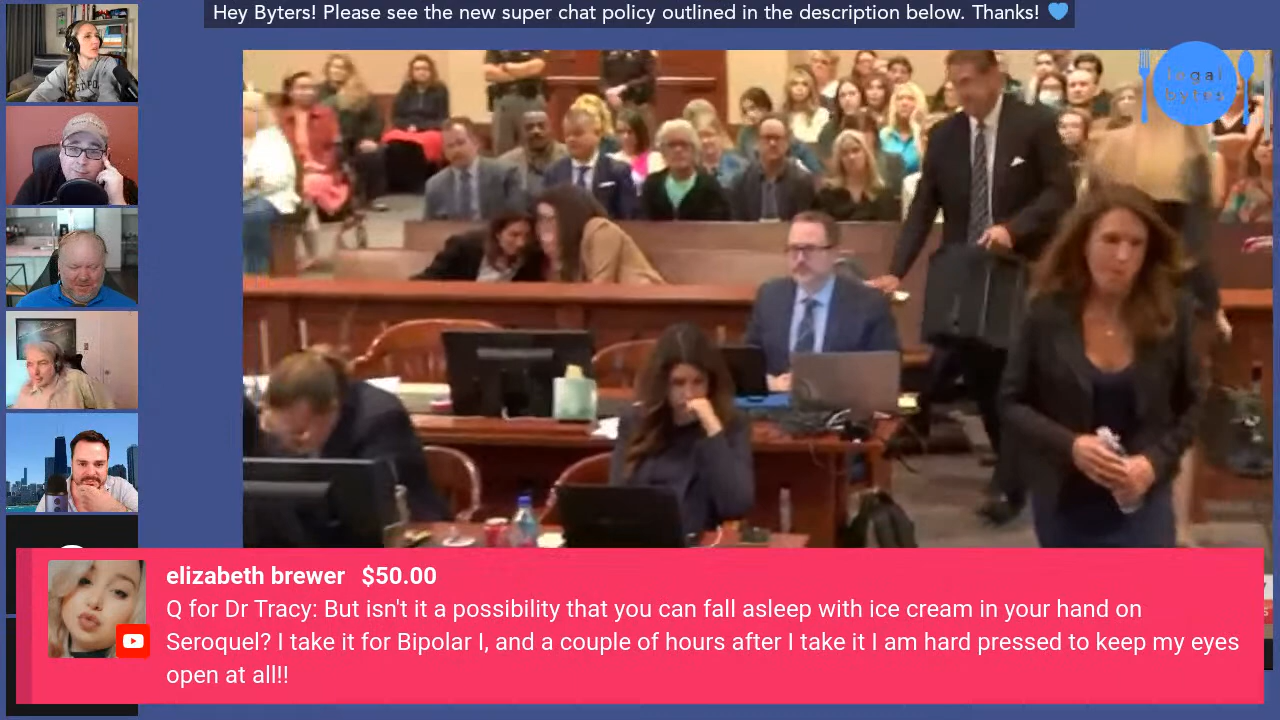 Hey Byters! Please see the new super chat policy outlined in the description below. Thanks! 💙
legal
bytes
elizabeth brewer $50.00
Q for Dr Tracy: But isn't it a possibility that you can fall asleep with ice cream in your hand on
Seroquel? I take it for Bipolar I, and a couple of hours after I take it I am hard pressed to keep my eyes
open at all!!